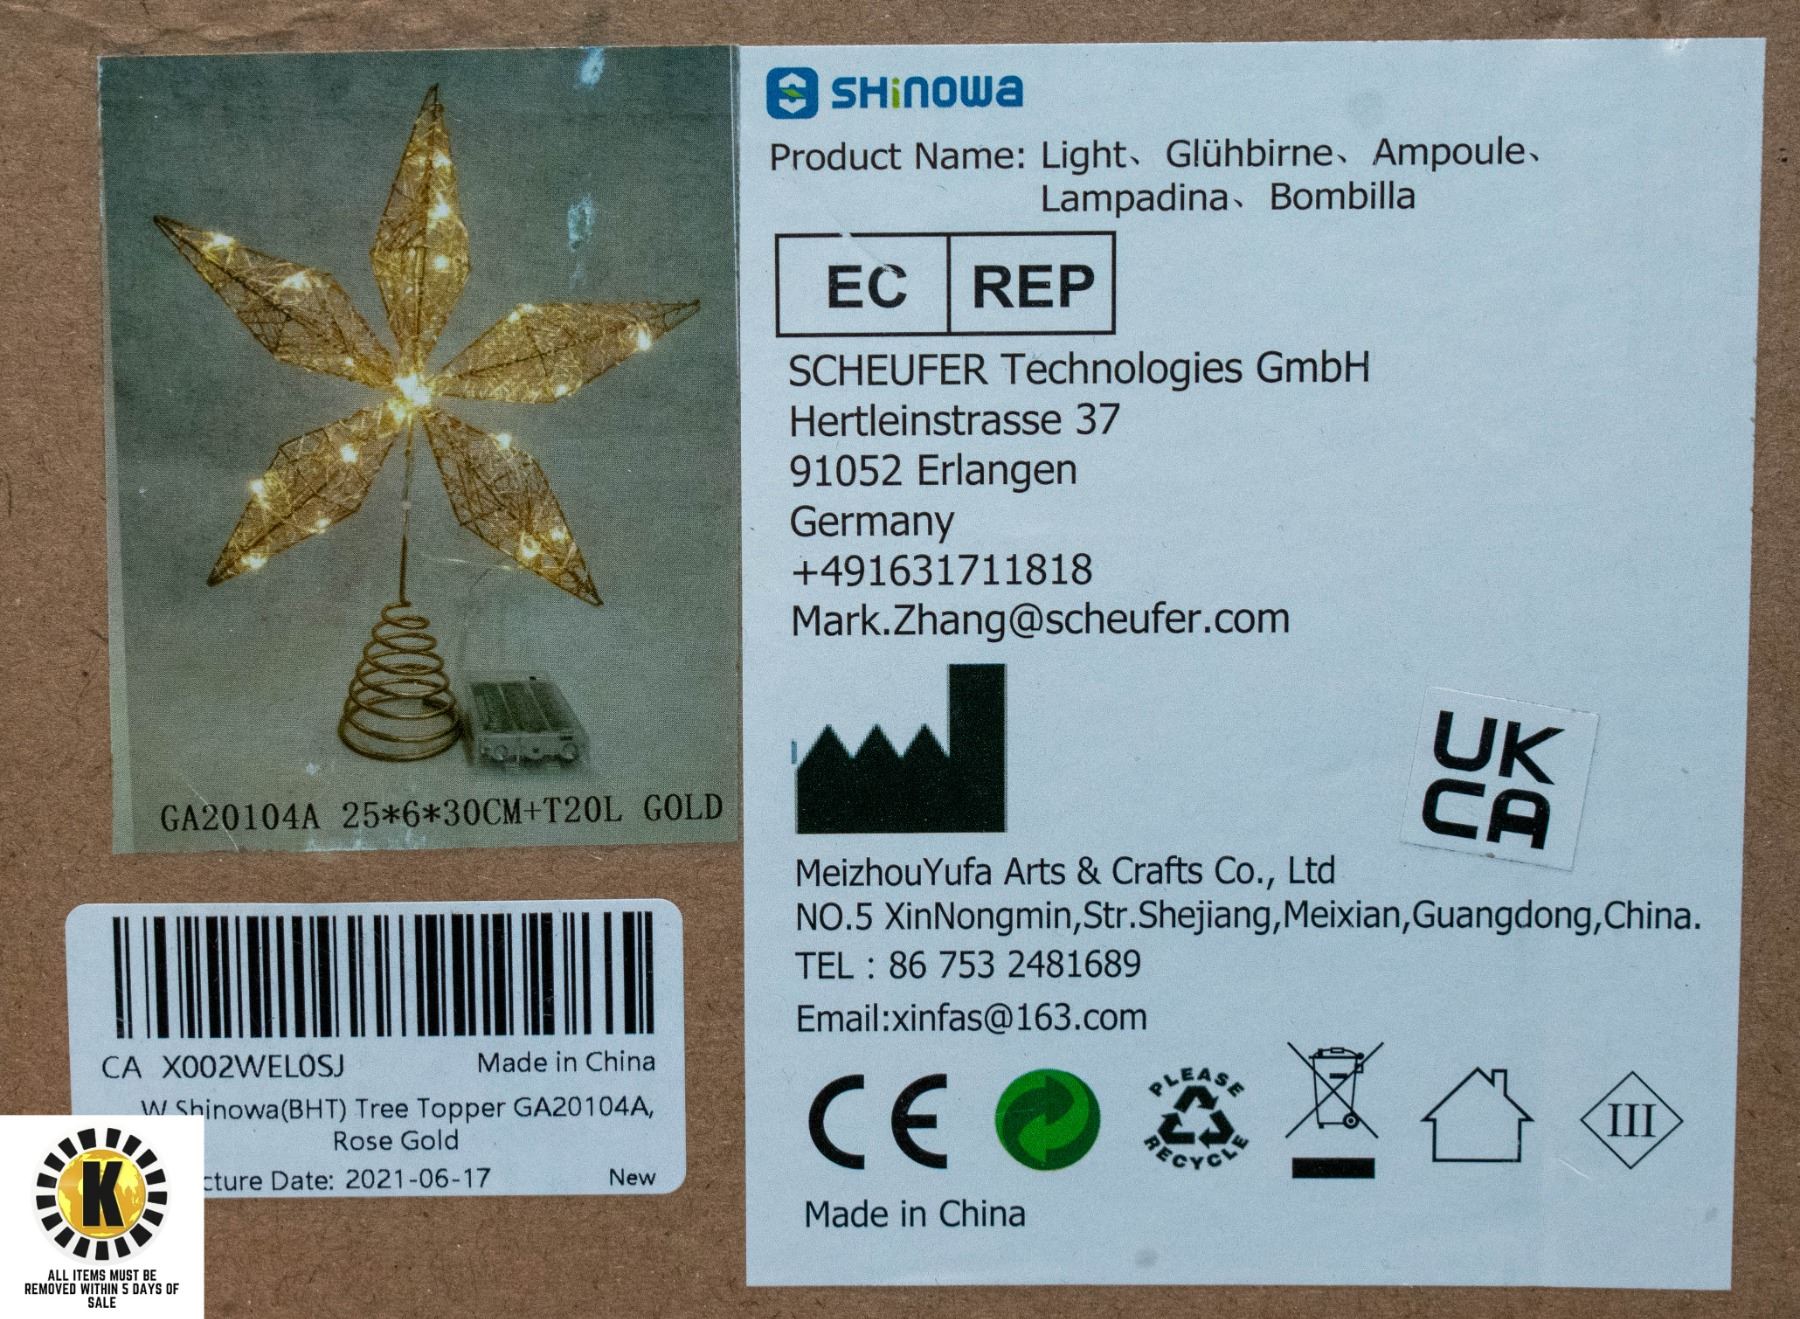 SHiNOWa
Product Name: Light、Glühbirne、Ampoule、
Lampadina、Bombilla
EC REP
SCHEUFER Technologies GmbH
Hertleinstrasse 37
91052 Erlangen
Germany
+491631711818
Mark.Zhang@scheufer.com
UK
CA
MeizhouYufa Arts & Crafts Co., Ltd
NO.5 XinNongmin,Str.Shejiang,Meixian,Guangdong,China.
TEL : 86 753 2481689
Email:xinfas@163.com
CE
PLEASE
RECYCLE
III
Made in China
GA20104A 25*6*30CM+T20L GOLD
CA X002WEL0SJ Made in China
W Shinowa(BHT) Tree Topper GA20104A,
Rose Gold
cture Date: 2021-06-17 New
K
ALL ITEMS MUST BE
REMOVED WITHIN 5 DAYS OF
SALE